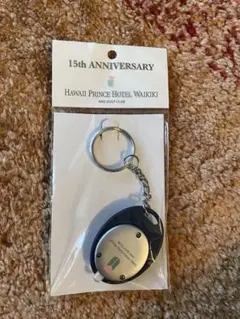 15th ANNIVERSARY
HAWAII PRINCE HOTEL WAIKIKI
AND GOLF CLUB